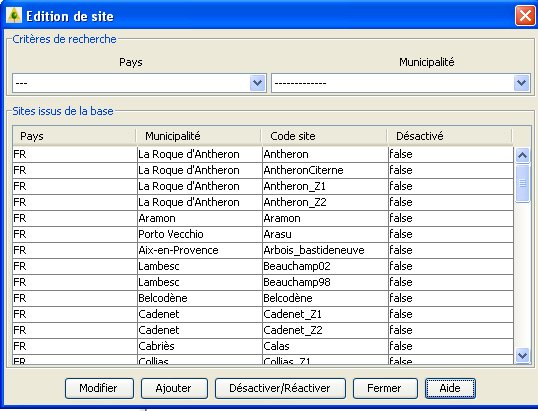 Edition de site
Critères de recherche
Pays Municipalité
--- -------------
Sites issus de la base
Pays Municipalité Code site Désactivé
FR La Roque d'Antheron Antheron false
FR La Roque d'Antheron AntheronCiterne false
FR La Roque d'Antheron Antheron_Z1 false
FR La Roque d'Antheron Antheron_Z2 false
FR Aramon Aramon false
FR Porto Vecchio Arasu false
FR Aix-en-Provence Arbois_bastideneuve false
FR Lambesc Beauchamp02 false
FR Lambesc Beauchamp98 false
FR Belcodène Belcodène false
FR Cadenet Cadenet_Z1 false
FR Cadenet Cadenet_Z2 false
FR Cabriès Calas false
FR Collias Collias_Z1 false
Modifier Ajouter Désactiver/Réactiver Fermer Aide